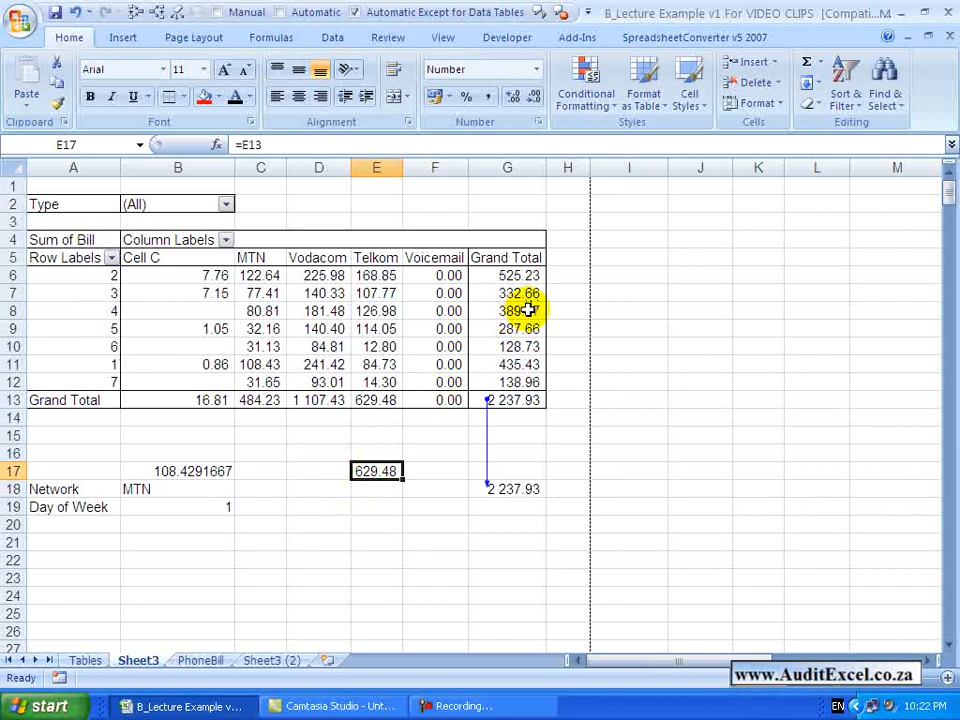 Manual Automatic Automatic Except for Data Tables B_Lecture Example v1 For VIDEO CLIPS [Compati...M...
Home Insert Page Layout Formulas Data Review View Developer Add-Ins SpreadsheetConverter v5 2007
Arial 11 A A Number Σ
Paste B I U A % , .0 .00 .00 .0 Conditional Formatting Format as Table Cell Styles Insert Delete Format Sort & Filter Find & Select
Clipboard Font Alignment Number Styles Cells Editing
E17 fx =E13
A B C D E F G H I J K L M
1
2 Type (All)
3
4 Sum of Bill Column Labels
5 Row Labels Cell C MTN Vodacom Telkom Voicemail Grand Total
6 2 7.76 122.64 225.98 168.85 0.00 525.23
7 3 7.15 77.41 140.33 107.77 0.00 332.66
8 4 80.81 181.48 126.98 0.00
9 5 1.05 32.16 140.40 114.05 0.00 287.66
10 6 31.13 84.81 12.80 0.00 128.73
11 1 0.86 108.43 241.42 84.73 0.00 435.43
12 7 31.65 93.01 14.30 0.00 138.96
13 Grand Total 16.81 484.23 1 107.43 629.48 0.00 2 237.93
14
15
16
17 108.4291667 629.48
18 Network MTN 2 237.93
19 Day of Week 1
20
21
22
23
24
25
26
27
Tables Sheet3 PhoneBill Sheet3 (2)
Ready
www.AuditExcel.co.za
start B_Lecture Example v... Camtasia Studio - Unt... Recording... EN 10:22 PM